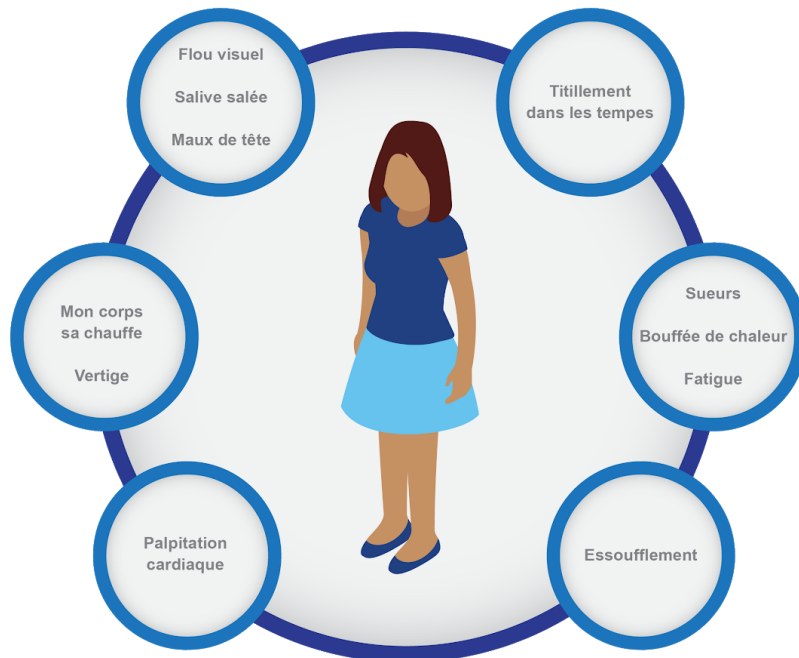 Flou visuel
Salive salée
Maux de tête
Titillement
dans les tempes
Mon corps
sa chauffe
Vertige
Sueurs
Bouffée de chaleur
Fatigue
Palpitation
cardiaque
Essoufflement